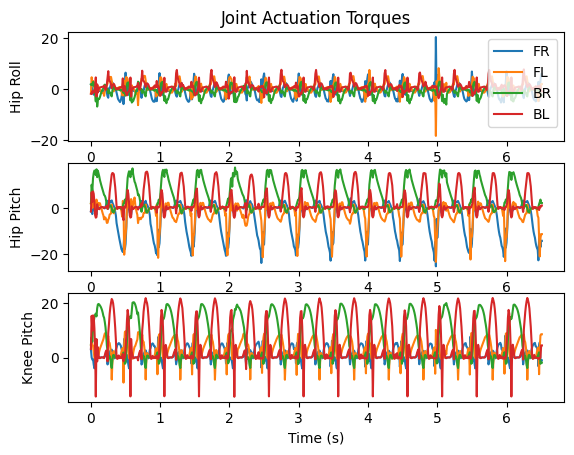 Joint Actuation Torques
Hip Roll
20
0
−20
FR
FL
BR
BL
0 1 2 3 4 5 6
Hip Pitch
0
−20
0 1 2 3 4 5 6
Knee Pitch
20
0
0 1 2 3 4 5 6
Time (s)